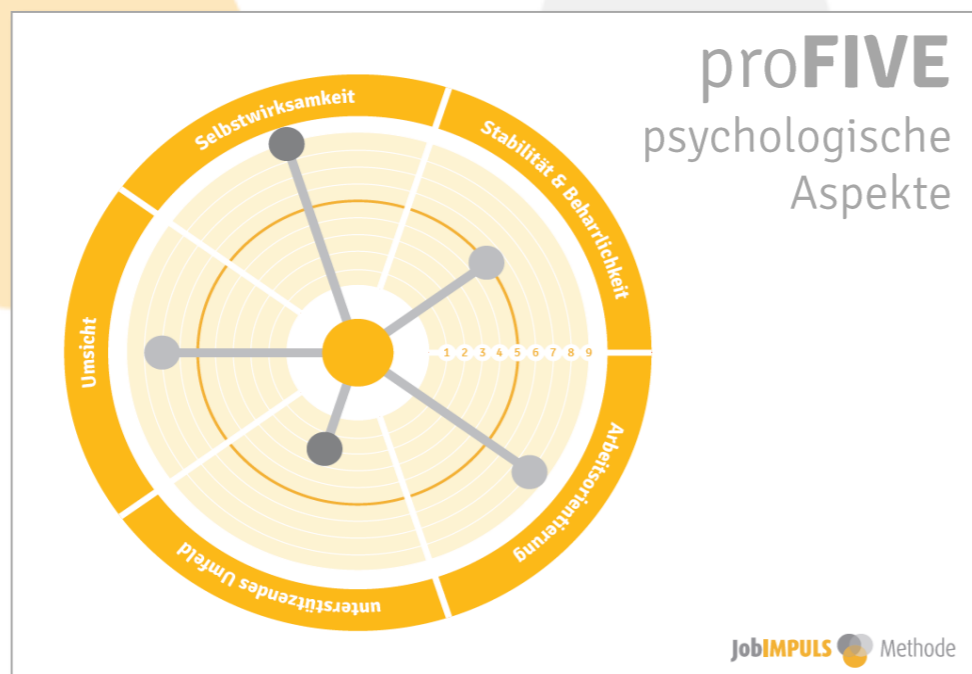 proFIVE
psychologische
Aspekte
Selbstwirksamkeit
Stabilität & Beharrlichkeit
Umsicht
1 2 3 4 5 6 7 8 9
Arbeitsorientierung
unterstützendes Umfeld
JobIMPULS Methode